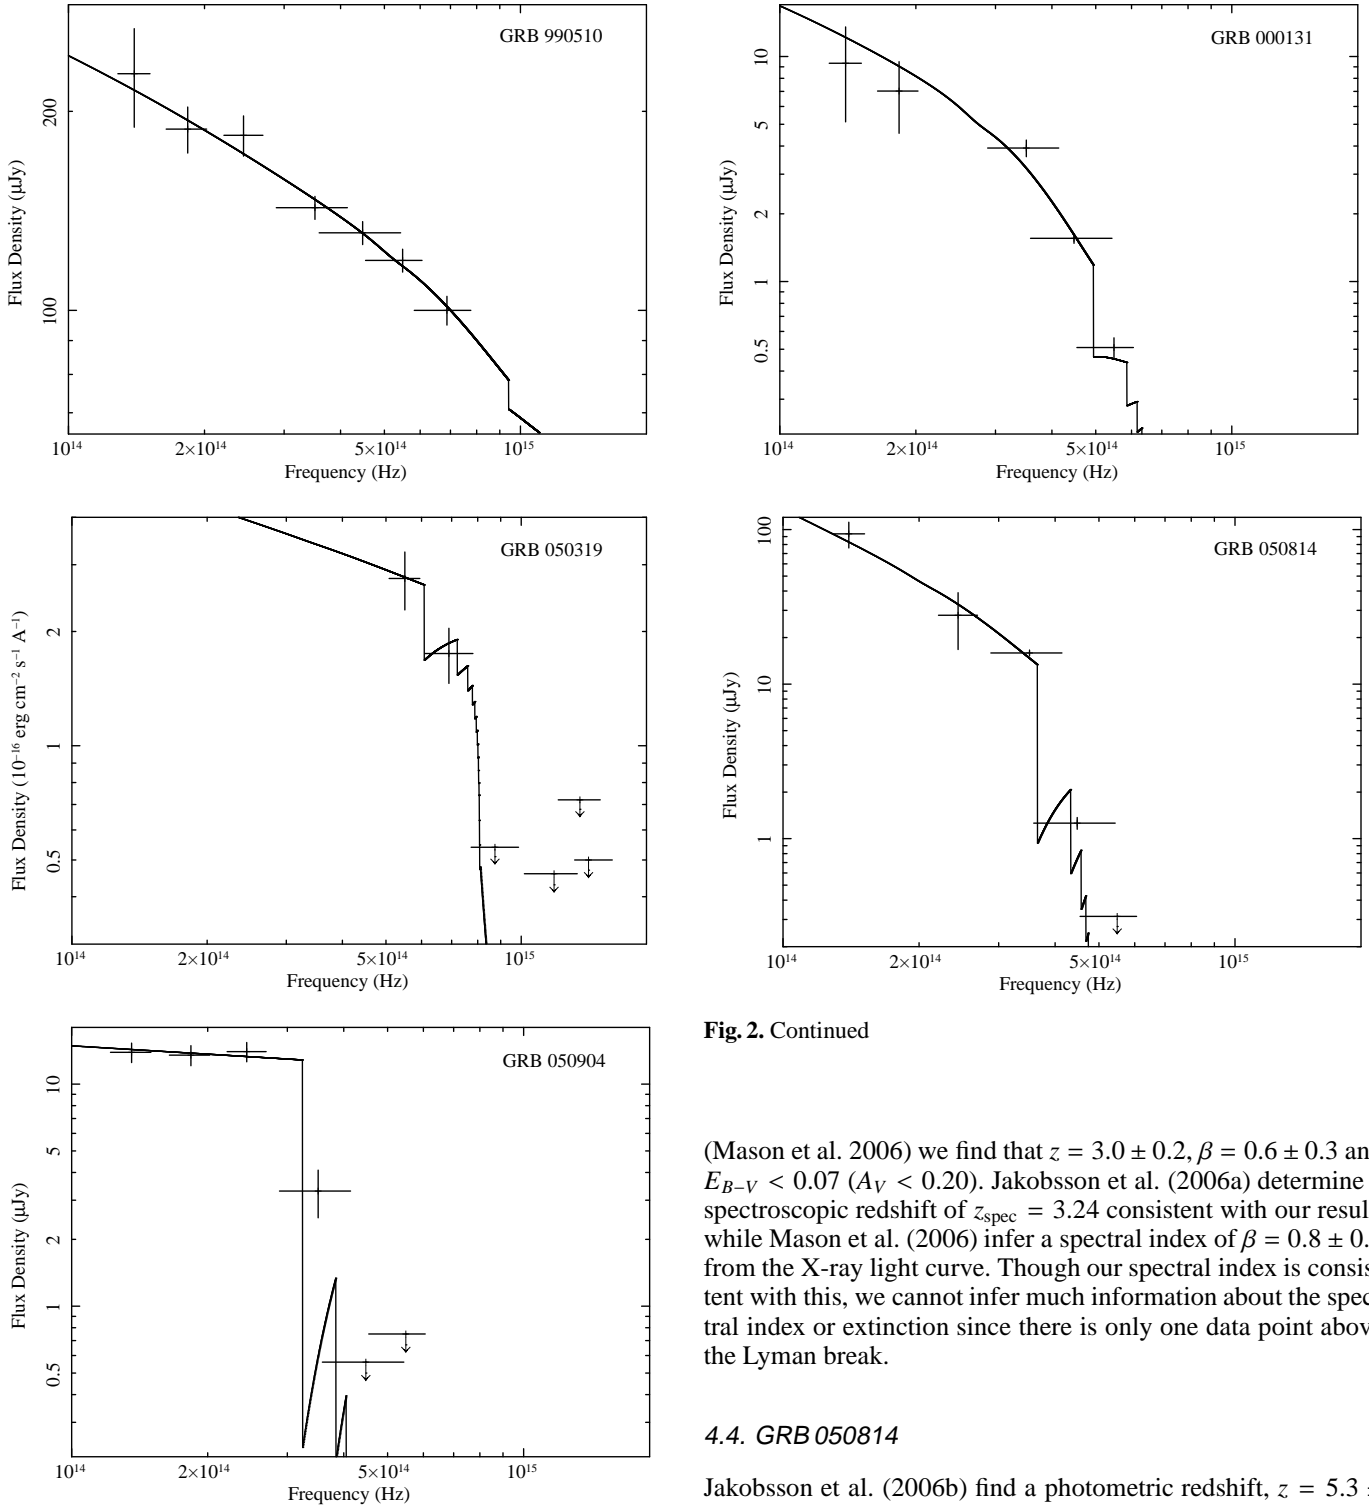 GRB 990510
200
100
Flux Density (μJy)
10¹⁴
2×10¹⁴
5×10¹⁴
10¹⁵
Frequency (Hz)
GRB 000131
10
5
2
1
0.5
Flux Density (μJy)
10¹⁴
2×10¹⁴
5×10¹⁴
10¹⁵
Frequency (Hz)
GRB 050319
2
1
0.5
Flux Density (10⁻¹⁶ erg cm⁻² s⁻¹ A⁻¹)
10¹⁴
2×10¹⁴
5×10¹⁴
10¹⁵
Frequency (Hz)
GRB 050814
100
10
1
Flux Density (μJy)
10¹⁴
2×10¹⁴
5×10¹⁴
10¹⁵
Frequency (Hz)
GRB 050904
10
5
2
1
0.5
Flux Density (μJy)
10¹⁴
2×10¹⁴
5×10¹⁴
10¹⁵
Frequency (Hz)
Fig. 2. Continued
(Mason et al. 2006) we find that z = 3.0 ± 0.2, β = 0.6 ± 0.3 an
E_{B−V} < 0.07 (A_V < 0.20). Jakobsson et al. (2006a) determine
spectroscopic redshift of z_{spec} = 3.24 consistent with our resul
while Mason et al. (2006) infer a spectral index of β = 0.8 ± 0.
from the X-ray light curve. Though our spectral index is consis
tent with this, we cannot infer much information about the spec
tral index or extinction since there is only one data point abov
the Lyman break.
4.4. GRB 050814
Jakobsson et al. (2006b) find a photometric redshift, z = 5.3 ±